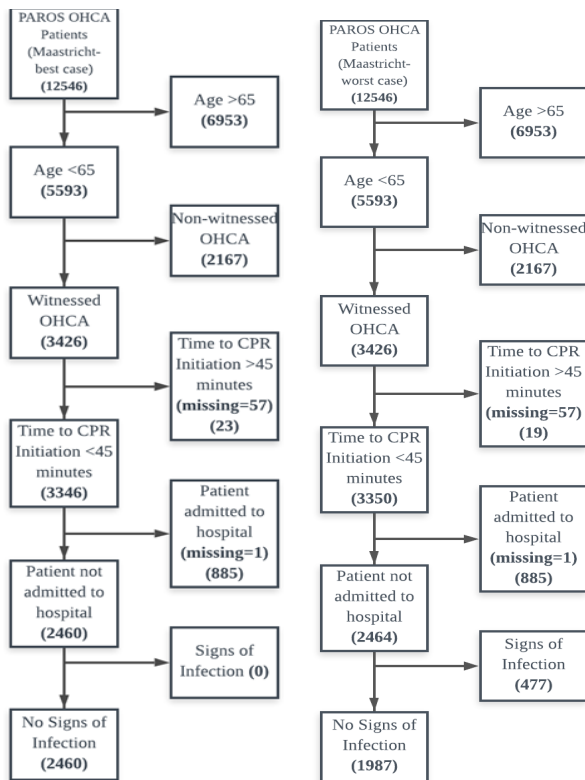 PAROS OHCA
Patients
(Maastricht-
best case)
(12546)
Age >65
(6953)
Age <65
(5593)
Non-witnessed
OHCA
(2167)
Witnessed
OHCA
(3426)
Time to CPR
Initiation >45
minutes
(missing=57)
(23)
Time to CPR
Initiation <45
minutes
(3346)
Patient
admitted to
hospital
(missing=1)
(885)
Patient not
admitted to
hospital
(2460)
Signs of
Infection (0)
No Signs of
Infection
(2460)
PAROS OHCA
Patients
(Maastricht-
worst case)
(12546)
Age >65
(6953)
Age <65
(5593)
Non-witnessed
OHCA
(2167)
Witnessed
OHCA
(3426)
Time to CPR
Initiation >45
minutes
(missing=57)
(19)
Time to CPR
Initiation <45
minutes
(3350)
Patient
admitted to
hospital
(missing=1)
(885)
Patient not
admitted to
hospital
(2464)
Signs of
Infection
(477)
No Signs of
Infection
(1987)